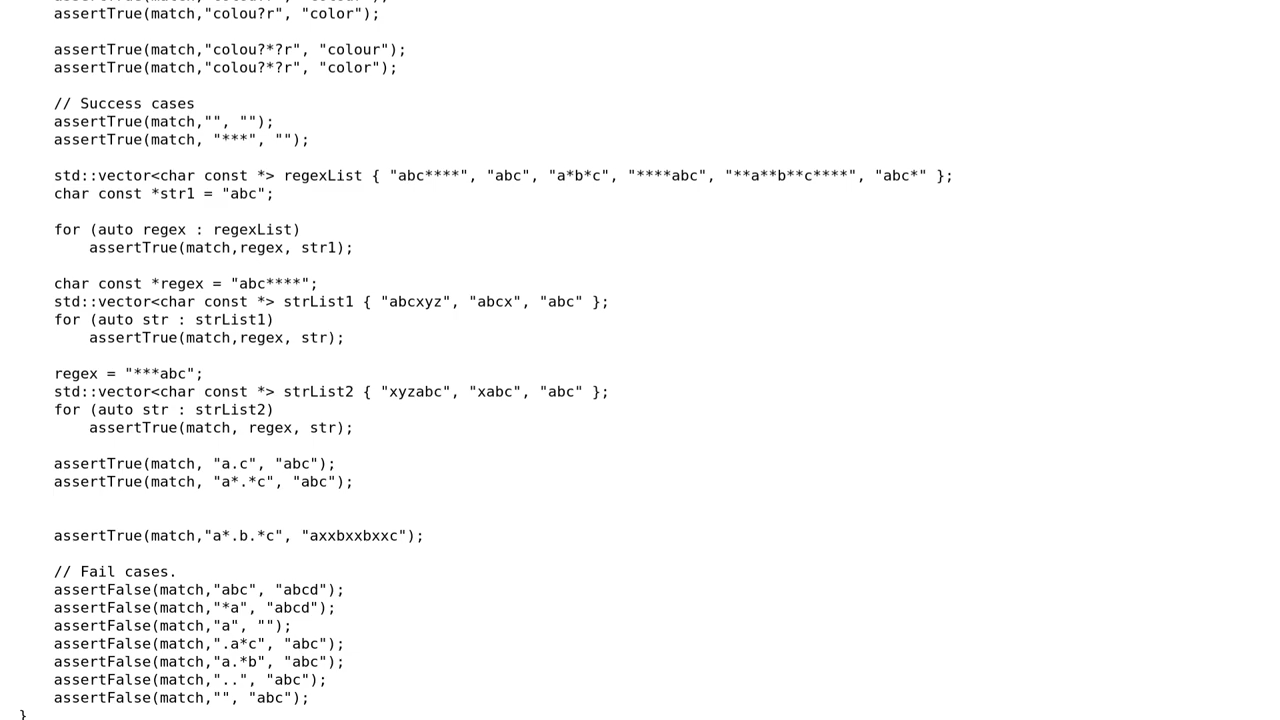 assertTrue(match,"colou?r", "color");
assertTrue(match,"colou?*?r", "colour");
assertTrue(match,"colou?*?r", "color");
// Success cases
assertTrue(match,"", "");
assertTrue(match, "***", "");
std::vector<char const *> regexList { "abc****", "abc", "a*b*c", "****abc", "**a**b**c****", "abc*" };
char const *str1 = "abc";
for (auto regex : regexList)
assertTrue(match,regex, str1);
char const *regex = "abc****";
std::vector<char const *> strList1 { "abcxyz", "abcx", "abc" };
for (auto str : strList1)
assertTrue(match,regex, str);
regex = "***abc";
std::vector<char const *> strList2 { "xyzabc", "xabc", "abc" };
for (auto str : strList2)
assertTrue(match, regex, str);
assertTrue(match, "a.c", "abc");
assertTrue(match, "a*.*c", "abc");
assertTrue(match,"a*.b.*c", "axxbxxbxxc");
// Fail cases.
assertFalse(match,"abc", "abcd");
assertFalse(match,"*a", "abcd");
assertFalse(match,"a", "");
assertFalse(match,".a*c", "abc");
assertFalse(match,"a.*b", "abc");
assertFalse(match,"..", "abc");
assertFalse(match,"", "abc");
}